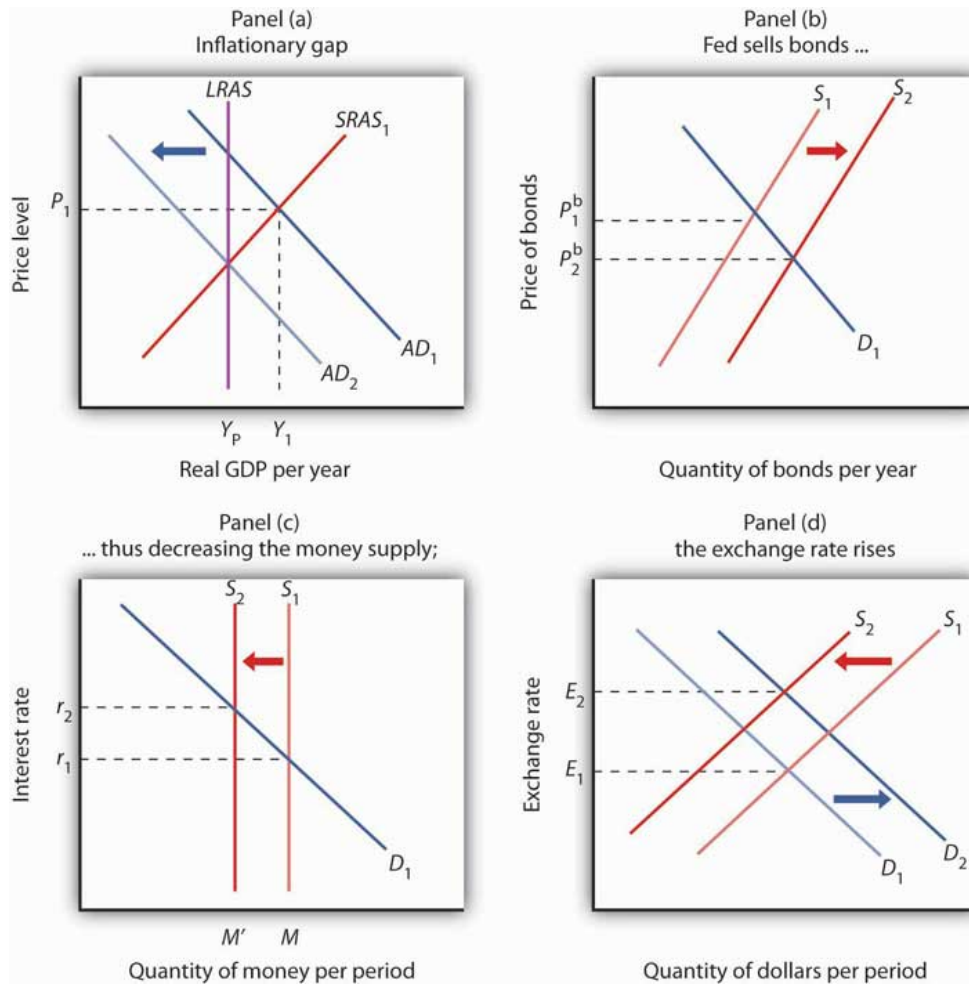 Panel (a)
Inflationary gap
LRAS
SRAS₁
P₁
Price level
AD₁
AD₂
Yₚ
Y₁
Real GDP per year
Panel (b)
Fed sells bonds ...
S₁
S₂
Price of bonds
P₁ᵇ
P₂ᵇ
D₁
Quantity of bonds per year
Panel (c)
... thus decreasing the money supply;
S₂
S₁
Interest rate
r₂
r₁
D₁
M'
M
Quantity of money per period
Panel (d)
the exchange rate rises
S₂
S₁
Exchange rate
E₂
E₁
D₁
D₂
Quantity of dollars per period